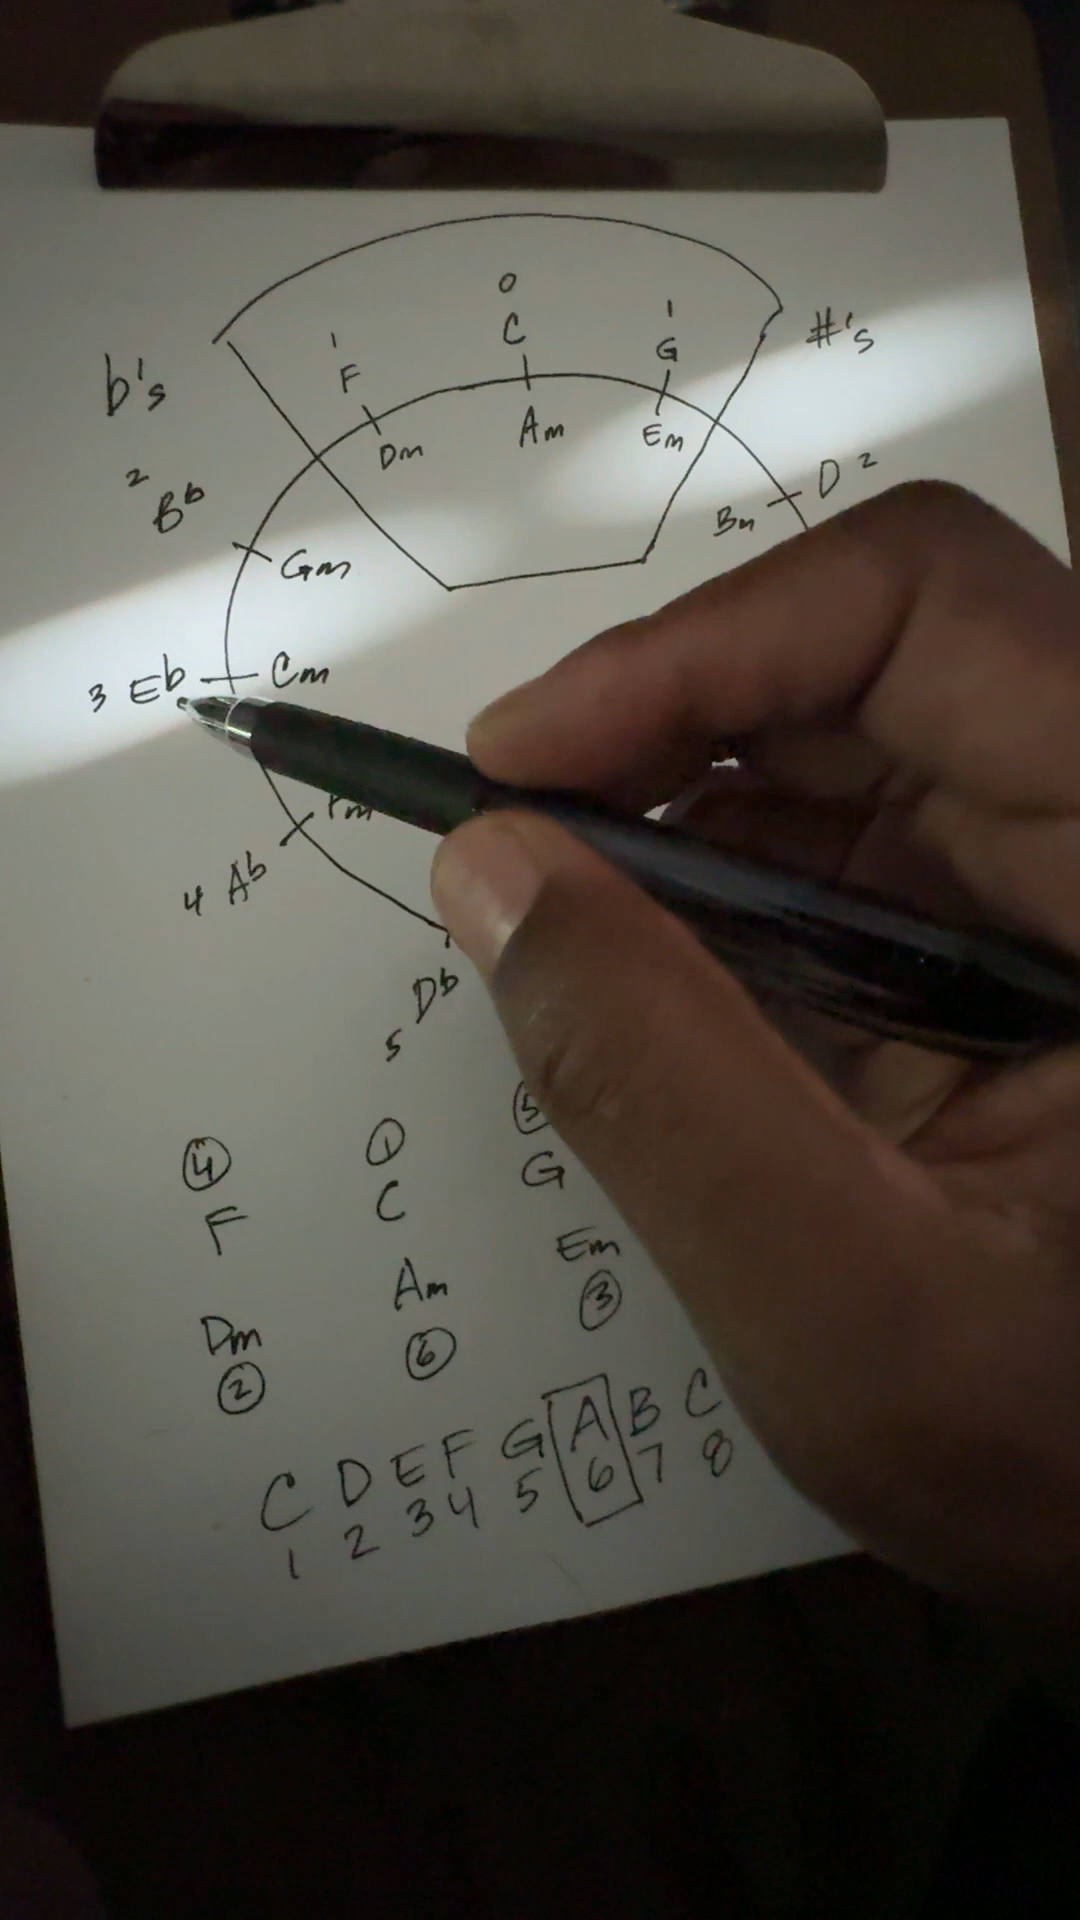 0
1 C 1
F G
b's #'s
Dm Am Em
2 Bb D 2
Gm Bm
3 Eb Cm
Fm
4 Ab
Db
5
④ ① ⑤
F C G
Dm Am Em
② ⑥ ③
C D E F G A B C
1 2 3 4 5 6 7 8